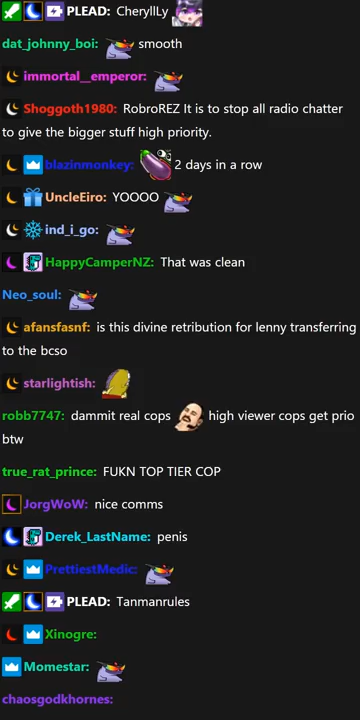 PLEAD: CheryllLy
dat_johnny_boi: smooth
immortal__emperor:
Shoggoth1980: RobroREZ It is to stop all radio chatter
to give the bigger stuff high priority.
blazinmonkey: 2 days in a row
UncleEiro: YOOOO
ind_i_go:
HappyCamperNZ: That was clean
Neo_soul:
afansfasnf: is this divine retribution for lenny transferring
to the bcso
starlightish:
robb7747: dammit real cops high viewer cops get prio
btw
true_rat_prince: FUKN TOP TIER COP
JorgWoW: nice comms
Derek_LastName: penis
PrettiestMedic:
PLEAD: Tanmanrules
Xinogre:
Momestar:
chaosgodkhornes: